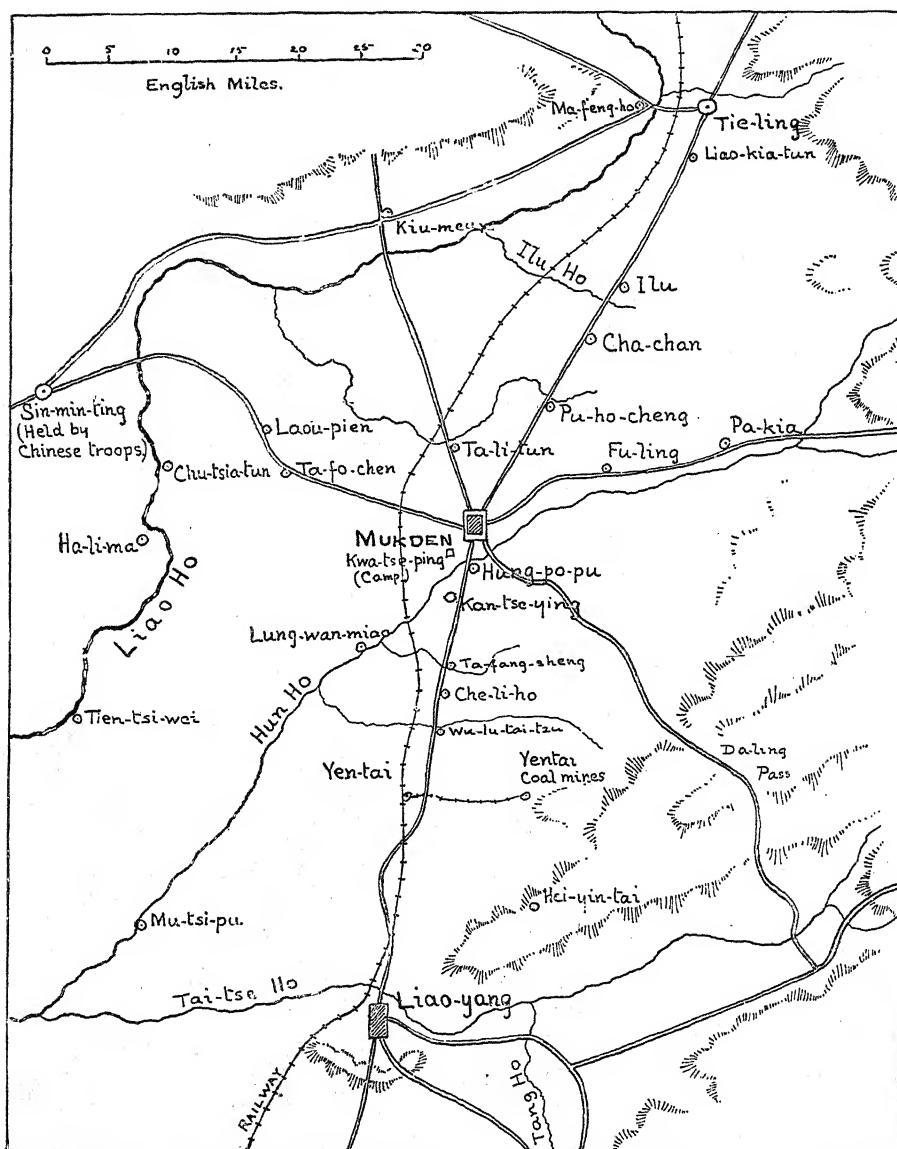 0 5 10 15 20 25 30
English Miles.
Ma-feng-ho
Tie-ling
Liao-kia-tun
Ilu Ho
Ilu
Cha-chan
Sin-min-ting
(Held by
Chinese troops)
Laou-pien
Pu-ho-cheng
Pa-kia
Chu-tsia-tun
Ta-fo-chen
Ta-li-tun
Fu-ling
Ha-li-ma
MUKDEN
Kwa-tse-ping
(Camp)
Hung-po-pu
Kan-tse-ying
Liao Ho
Lung-wan-miao
Ta-fang-sheng
Che-li-ho
Hun Ho
Tien-tsi-wei
Wu-lu-tai-tzu
Da-ling
Pass
Yen-tai
Yentai
Coal mines
Hei-yin-tai
Mu-tsi-pu.
Tai-tse Ho
Liao-yang
RAILWAY
Tang Ho